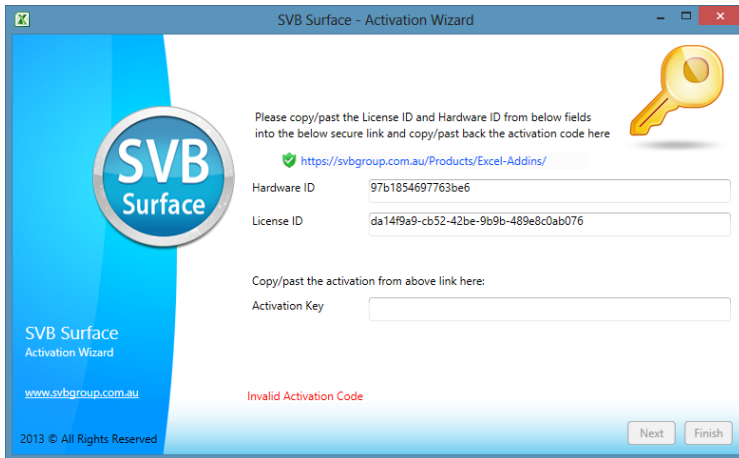 SVB Surface - Activation Wizard
Please copy/past the License ID and Hardware ID from below fields
into the below secure link and copy/past back the activation code here
https://svbgroup.com.au/Products/Excel-Addins/
SVB
Surface
Hardware ID 97b1854697763be6
License ID da14f9a9-cb52-42be-9b9b-489e8c0ab076
Copy/past the activation from above link here:
Activation Key
SVB Surface
Activation Wizard
www.svbgroup.com.au
Invalid Activation Code
2013 © All Rights Reserved
Next Finish